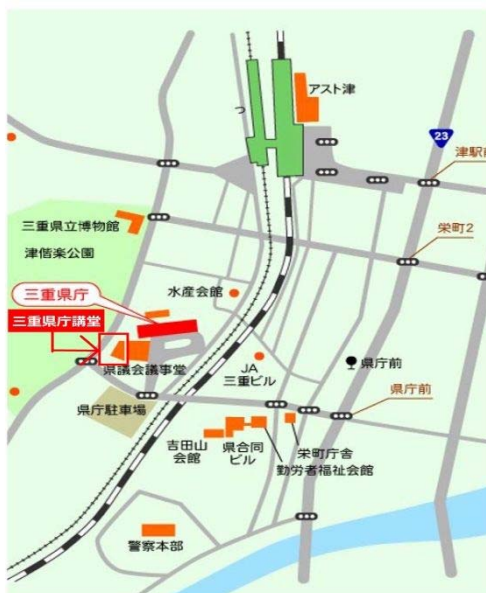 アスト津
つ
23
津駅前
三重県立博物館
栄町2
津偕楽公園
水産会館
三重県庁
三重県庁講堂
県議会議事堂
JA
三重ビル
県庁前
県庁前
県庁駐車場
吉田山
会館
県合同
ビル
栄町庁舎
勤労者福祉会館
警察本部